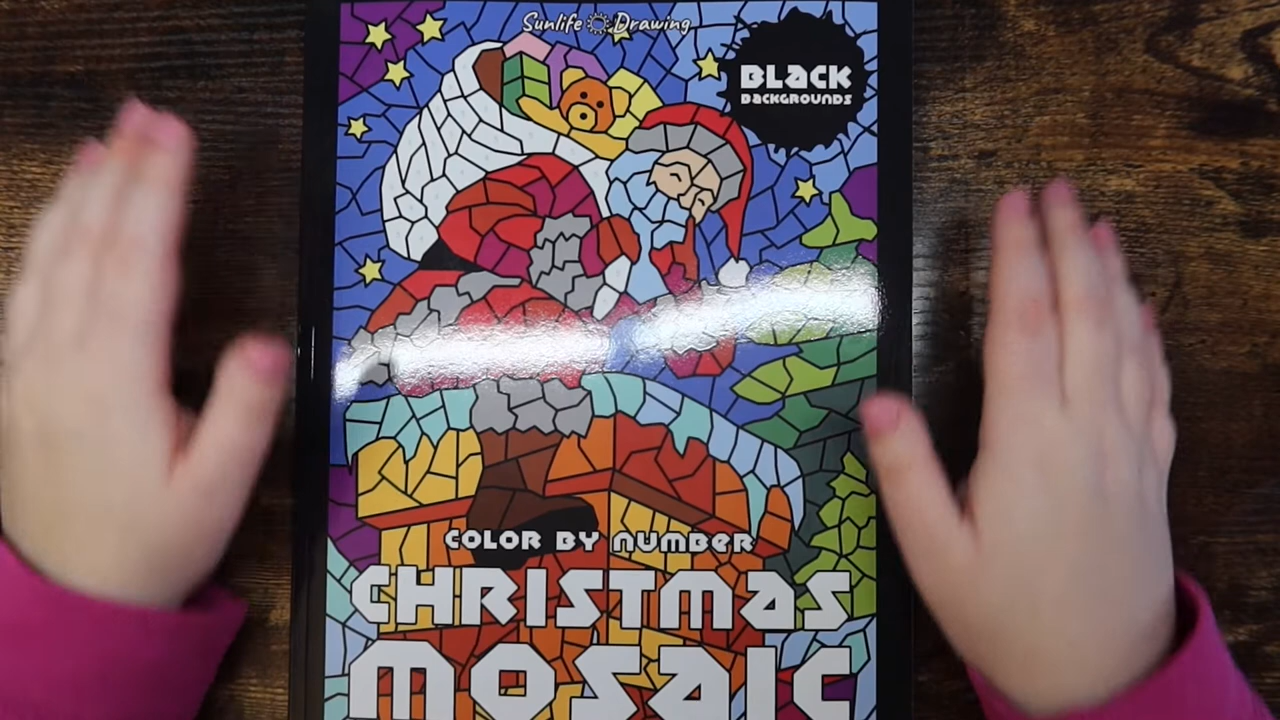 Sunlife Drawing
BLACK
BACKGROUNDS
COLOR BY NUMBER
CHRISTMAS
MOSAIC